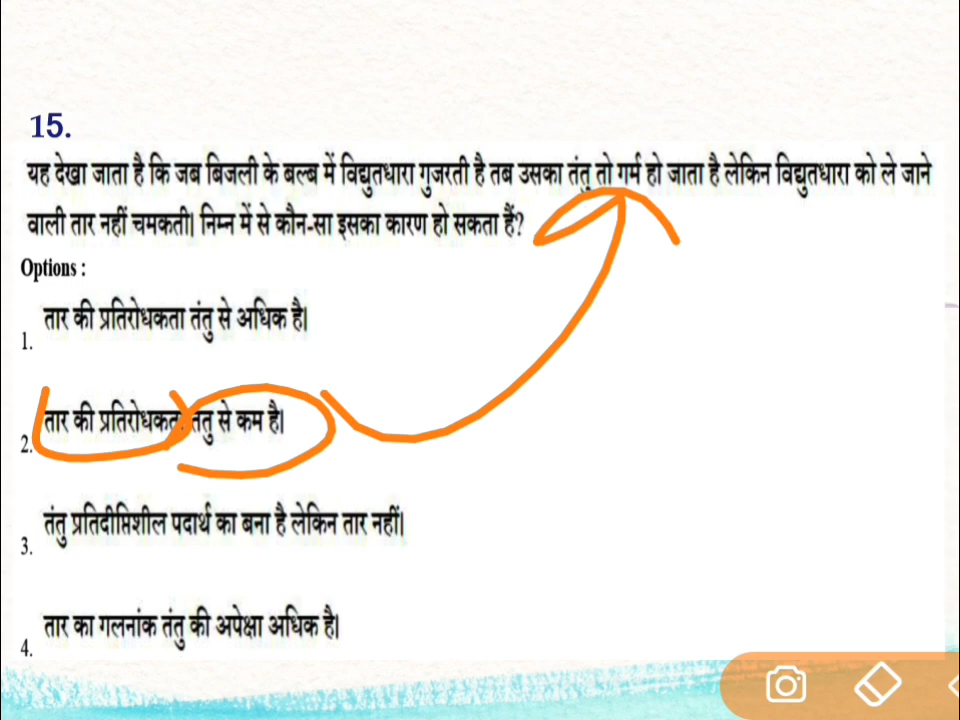 15.
यह देखा जाता है कि जब बिजली के बल्ब में विद्युतधारा गुजरती है तब उसका तंतु तो गर्म हो जाता है लेकिन विद्युतधारा को ले जाने
वाली तार नहीं चमकती। निम्न में से कौन-सा इसका कारण हो सकता हैं?
Options :
1. तार की प्रतिरोधकता तंतु से अधिक है।
2. तार की प्रतिरोधकता तंतु से कम है।
3. तंतु प्रतिदीप्तिशील पदार्थ का बना है लेकिन तार नहीं।
4. तार का गलनांक तंतु की अपेक्षा अधिक है।